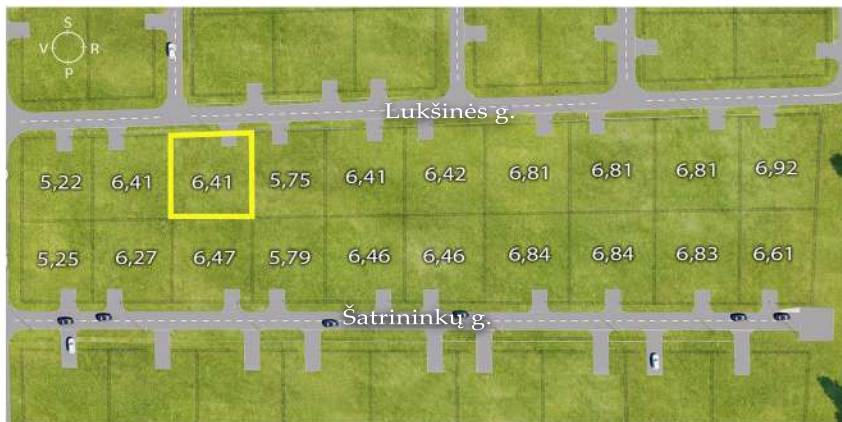 S
V R
P
Lukšinės g.
5,22 6,41 6,41 5,75 6,41 6,42 6,81 6,81 6,81 6,92
5,25 6,27 6,47 5,79 6,46 6,46 6,84 6,84 6,83 6,61
Šatrininkų g.